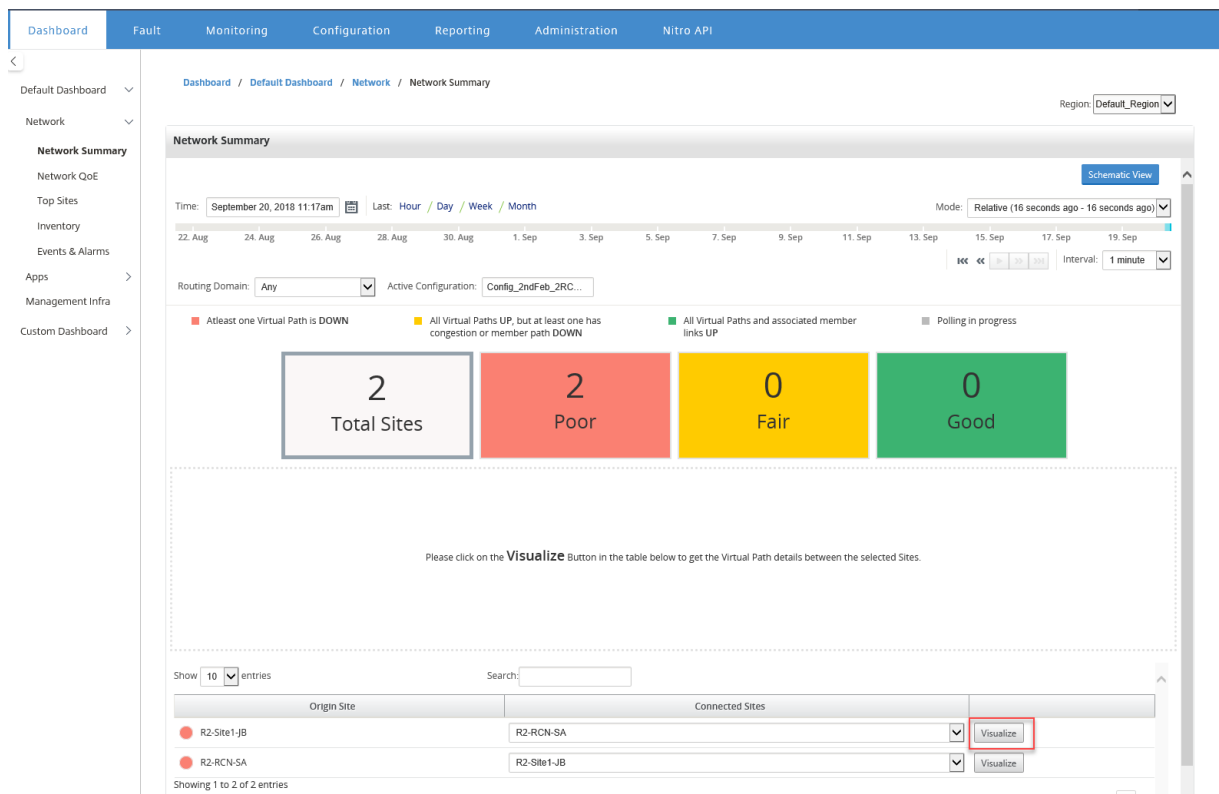 Dashboard Fault Monitoring Configuration Reporting Administration Nitro API
Default Dashboard
Network
Network Summary
Network QoE
Top Sites
Inventory
Events & Alarms
Apps
Management Infra
Custom Dashboard
Dashboard / Default Dashboard / Network / Network Summary
Region: Default_Region
Network Summary
Schematic View
Time: September 20, 2018 11:17am Last: Hour / Day / Week / Month Mode: Relative (16 seconds ago - 16 seconds ago)
22. Aug 24. Aug 26. Aug 28. Aug 30. Aug 1. Sep 3. Sep 5. Sep 7. Sep 9. Sep 11. Sep 13. Sep 15. Sep 17. Sep 19. Sep
Interval: 1 minute
Routing Domain: Any Active Configuration: Config_2ndFeb_2RC...
Atleast one Virtual Path is DOWN
All Virtual Paths UP, but at least one has
congestion or member path DOWN
All Virtual Paths and associated member
links UP
Polling in progress
2
Total Sites
2
Poor
0
Fair
0
Good
Please click on the Visualize Button in the table below to get the Virtual Path details between the selected Sites.
Show 10 entries Search:
Origin Site Connected Sites
R2-Site1-JB R2-RCN-SA Visualize
R2-RCN-SA R2-Site1-JB Visualize
Showing 1 to 2 of 2 entries